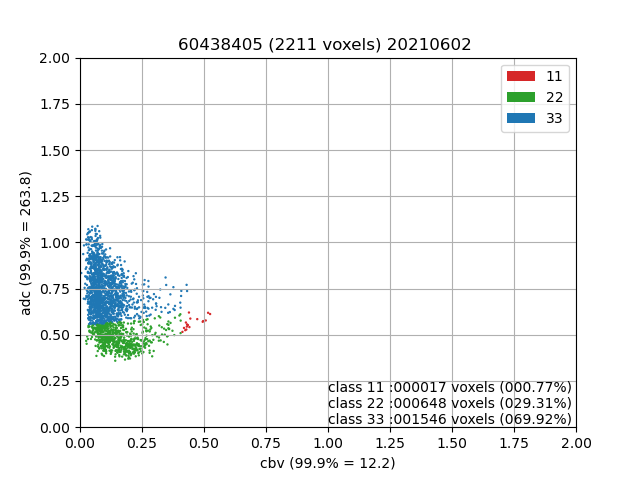 60438405 (2211 voxels) 20210602
2.00
1.75
1.50
1.25
1.00
0.75
0.50
0.25
0.00
adc (99.9% = 263.8)
11
22
33
class 11 :000017 voxels (000.77%)
class 22 :000648 voxels (029.31%)
class 33 :001546 voxels (069.92%)
0.00 0.25 0.50 0.75 1.00 1.25 1.50 1.75 2.00
cbv (99.9% = 12.2)